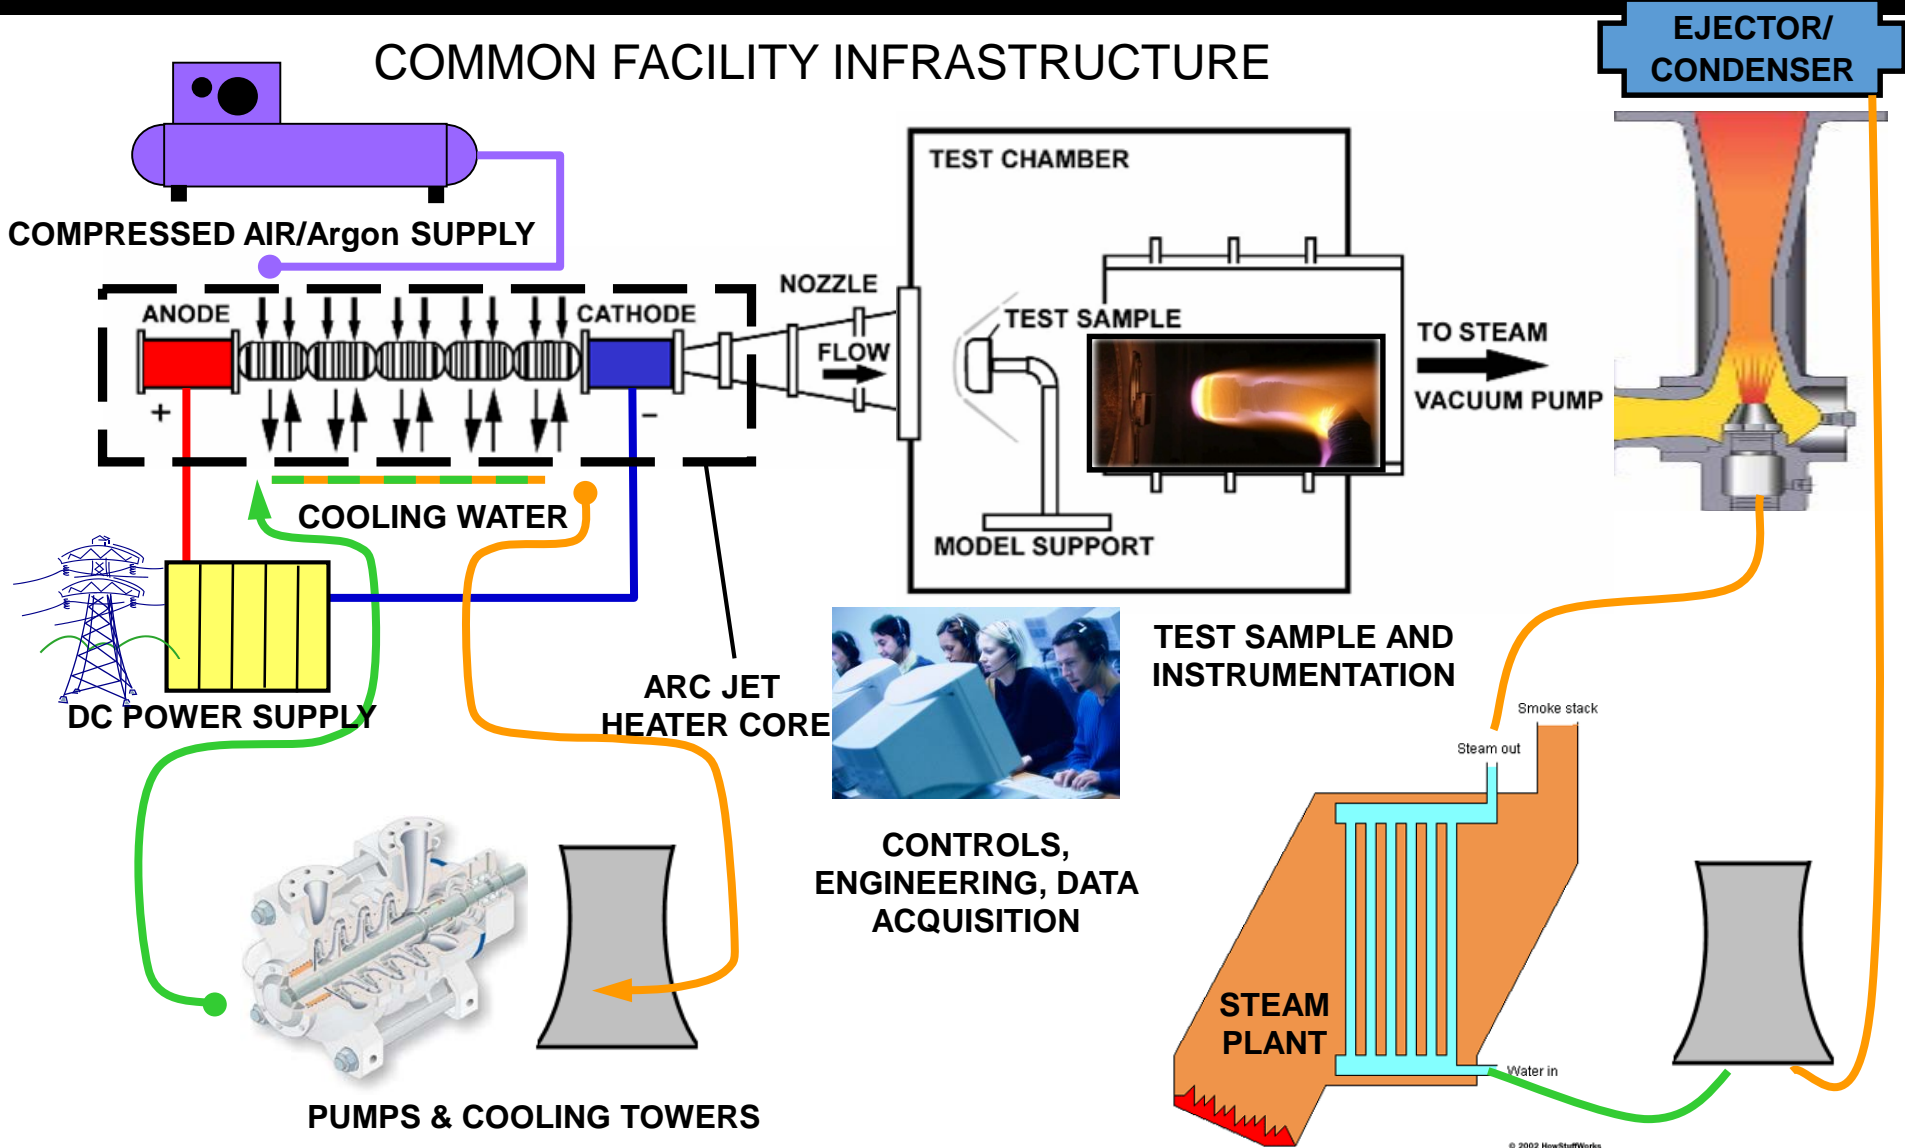 COMMON FACILITY INFRASTRUCTURE
EJECTOR/
CONDENSER
TEST CHAMBER
COMPRESSED AIR/Argon SUPPLY
NOZZLE
ANODE
CATHODE
TEST SAMPLE
FLOW
TO STEAM
VACUUM PUMP
+
−
COOLING WATER
MODEL SUPPORT
TEST SAMPLE AND
INSTRUMENTATION
ARC JET
HEATER CORE
DC POWER SUPPLY
Smoke stack
Steam out
CONTROLS,
ENGINEERING, DATA
ACQUISITION
STEAM
PLANT
Water in
PUMPS & COOLING TOWERS
© 2002 HowStuffWorks